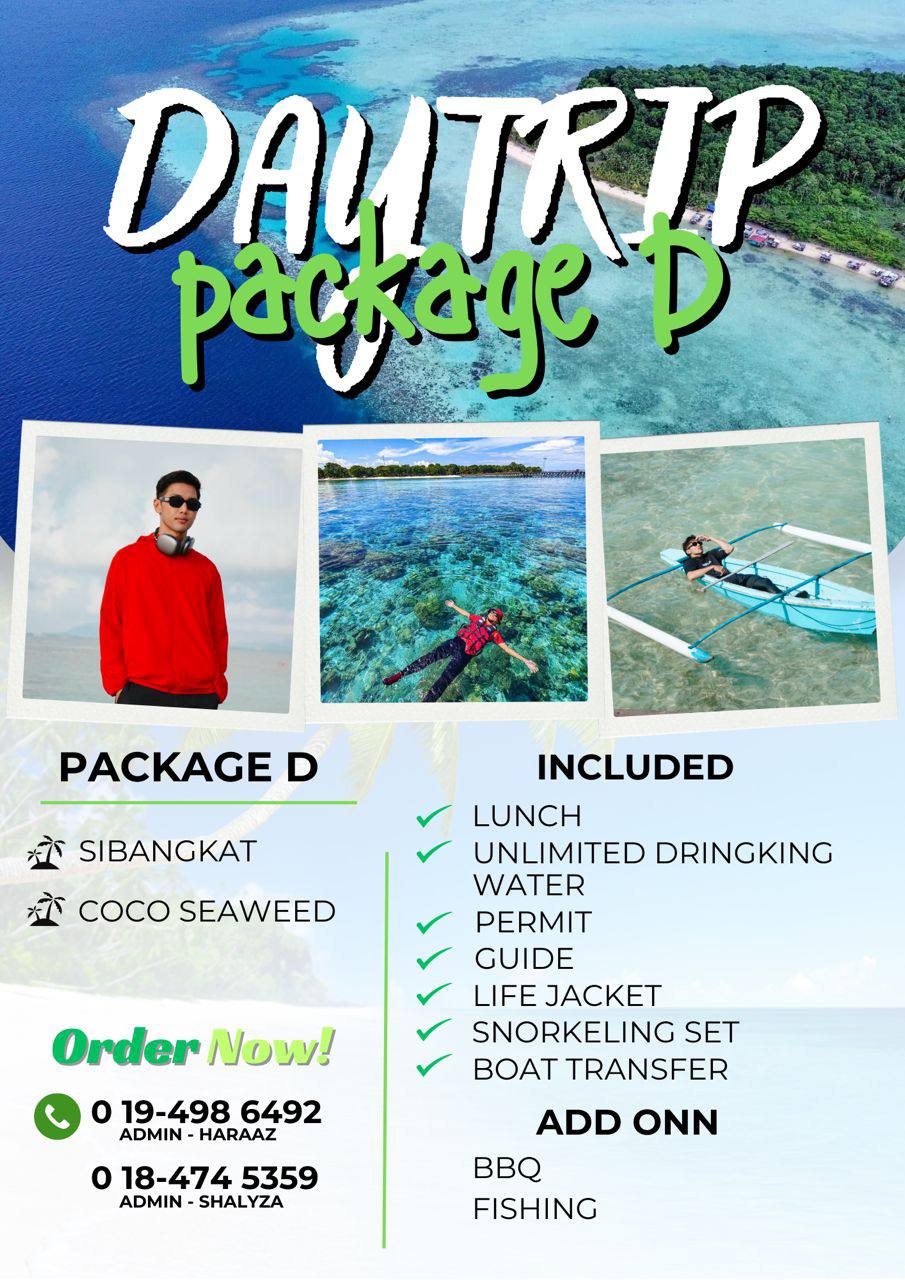 DAYTRIP
package D
PACKAGE D
SIBANGKAT
COCO SEAWEED
Order Now!
0 19-498 6492
ADMIN - HARAAZ
0 18-474 5359
ADMIN - SHALYZA
INCLUDED
LUNCH
UNLIMITED DRINGKING
WATER
PERMIT
GUIDE
LIFE JACKET
SNORKELING SET
BOAT TRANSFER
ADD ONN
BBQ
FISHING